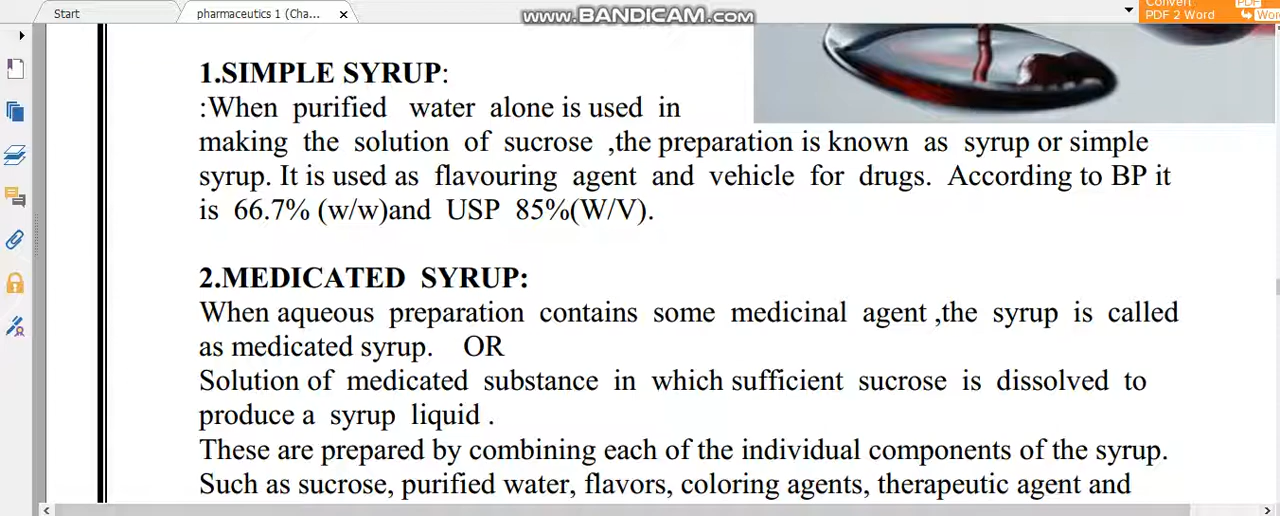 Start
pharmaceutics 1 (Cha...
www.BANDICAM.com
Convert
PDF 2 Word
PDF
1.SIMPLE SYRUP:
:When purified water alone is used in
making the solution of sucrose ,the preparation is known as syrup or simple
syrup. It is used as flavouring agent and vehicle for drugs. According to BP it
is 66.7% (w/w)and USP 85%(W/V).
2.MEDICATED SYRUP:
When aqueous preparation contains some medicinal agent ,the syrup is called
as medicated syrup. OR
Solution of medicated substance in which sufficient sucrose is dissolved to
produce a syrup liquid .
These are prepared by combining each of the individual components of the syrup.
Such as sucrose, purified water, flavors, coloring agents, therapeutic agent and